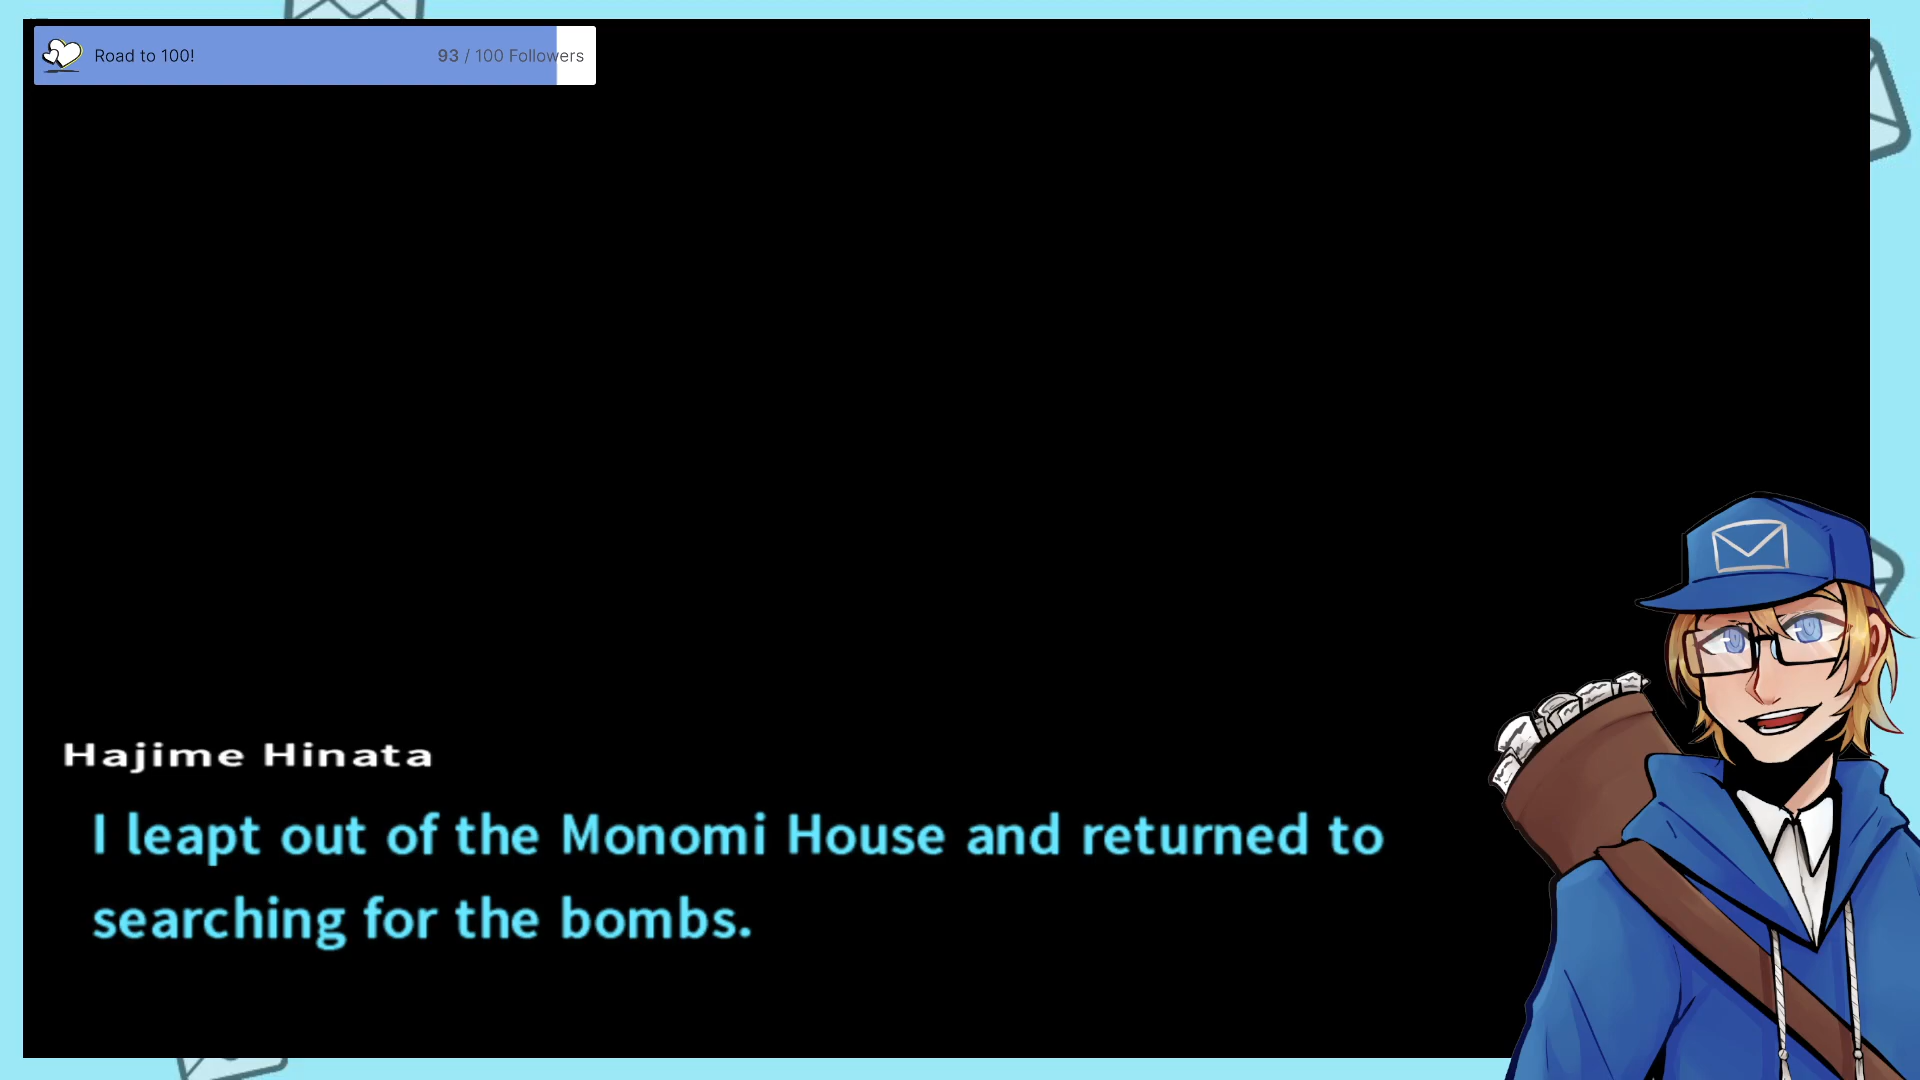 Road to 100!
93 / 100 Followers
Hajime Hinata
I leapt out of the Monomi House and returned to
searching for the bombs.